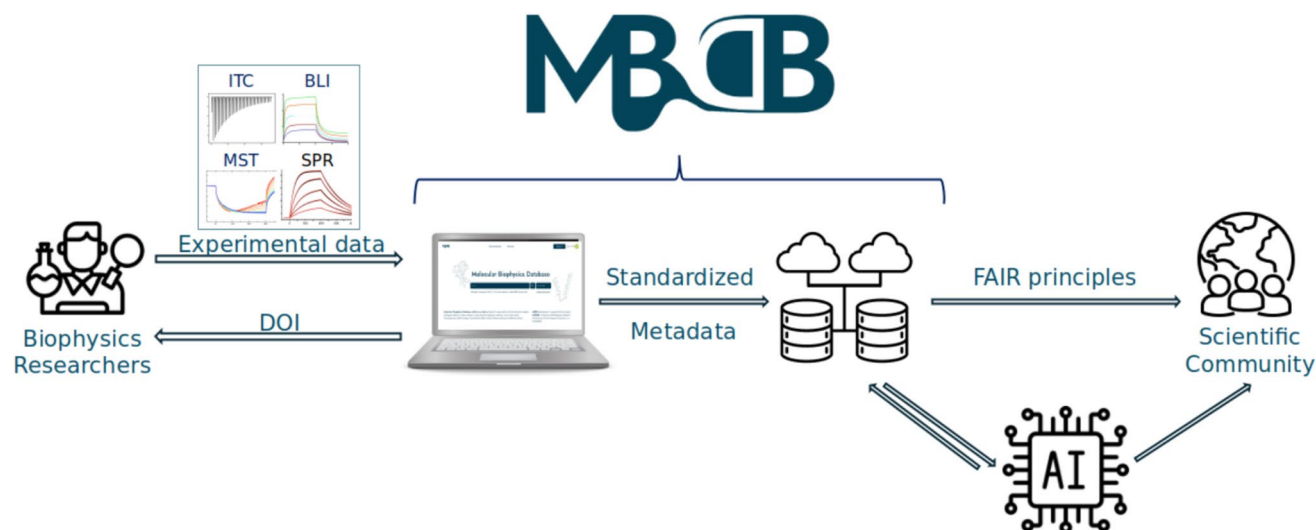 MBDB
ITC BLI
MST SPR
Experimental data
DOI
Biophysics
Researchers
Molecular Biophysics Database
Standardized
Metadata
FAIR principles
Scientific
Community
AI